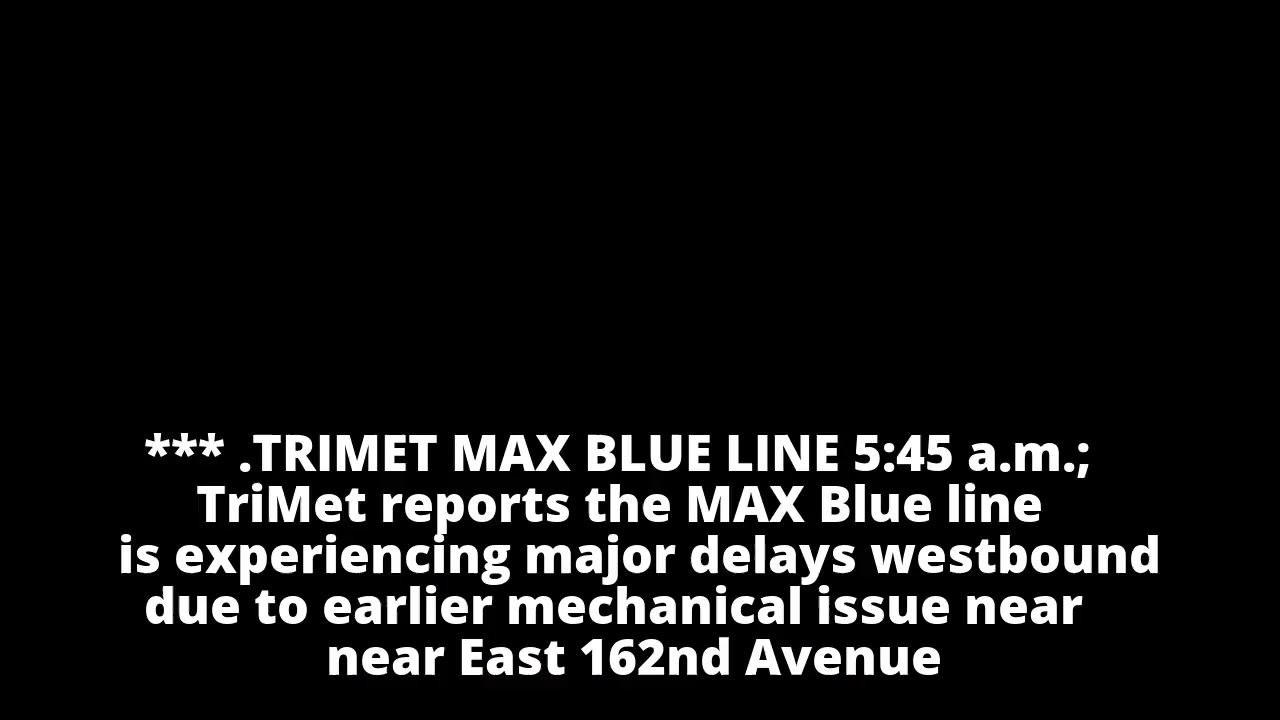 *** .TRIMET MAX BLUE LINE 5:45 a.m.;
TriMet reports the MAX Blue line
is experiencing major delays westbound
due to earlier mechanical issue near
near East 162nd Avenue